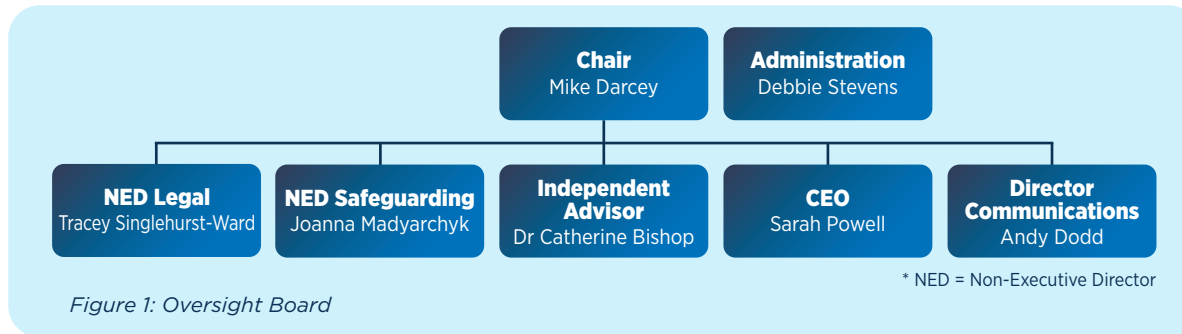 Chair
Mike Darcey
Administration
Debbie Stevens
NED Legal
Tracey Singlehurst-Ward
NED Safeguarding
Joanna Madyarchyk
Independent
Advisor
Dr Catherine Bishop
CEO
Sarah Powell
Director
Communications
Andy Dodd
* NED = Non-Executive Director
Figure 1: Oversight Board